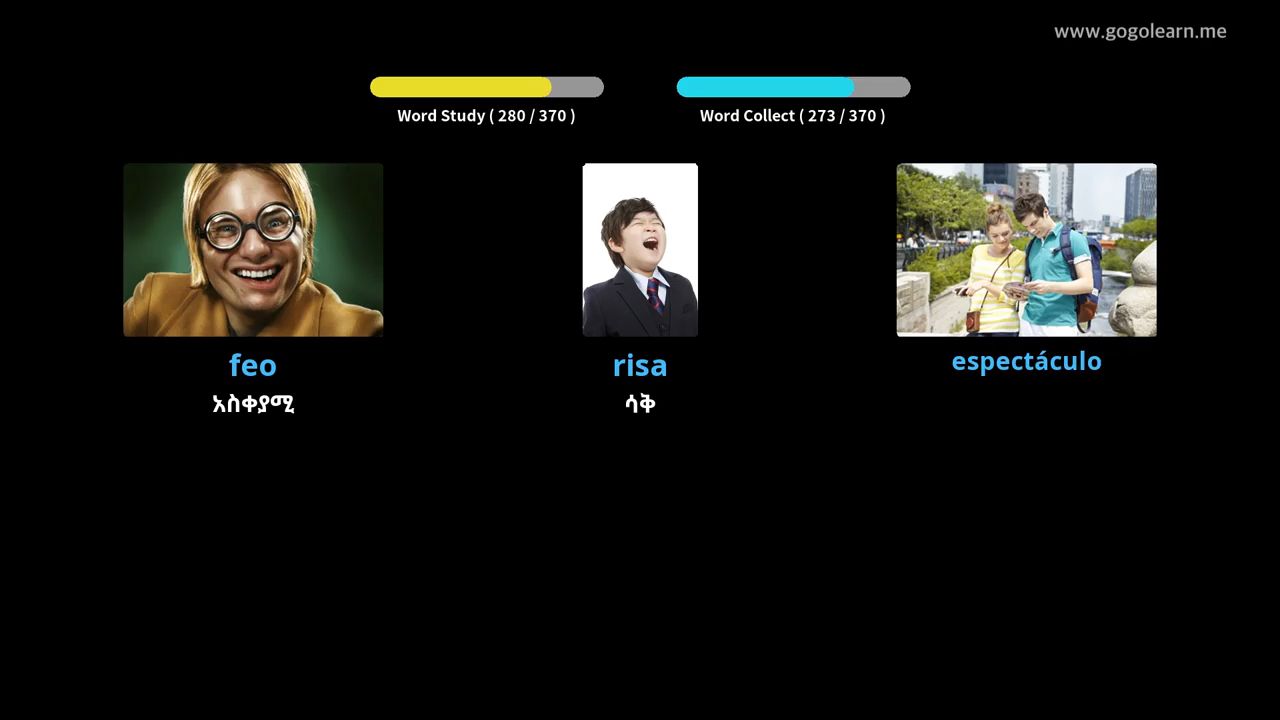 www.gogolearn.me
Word Study ( 280 / 370 )
Word Collect ( 273 / 370 )
feo
risa
espectáculo
አስቀያሚ
ሳቅ